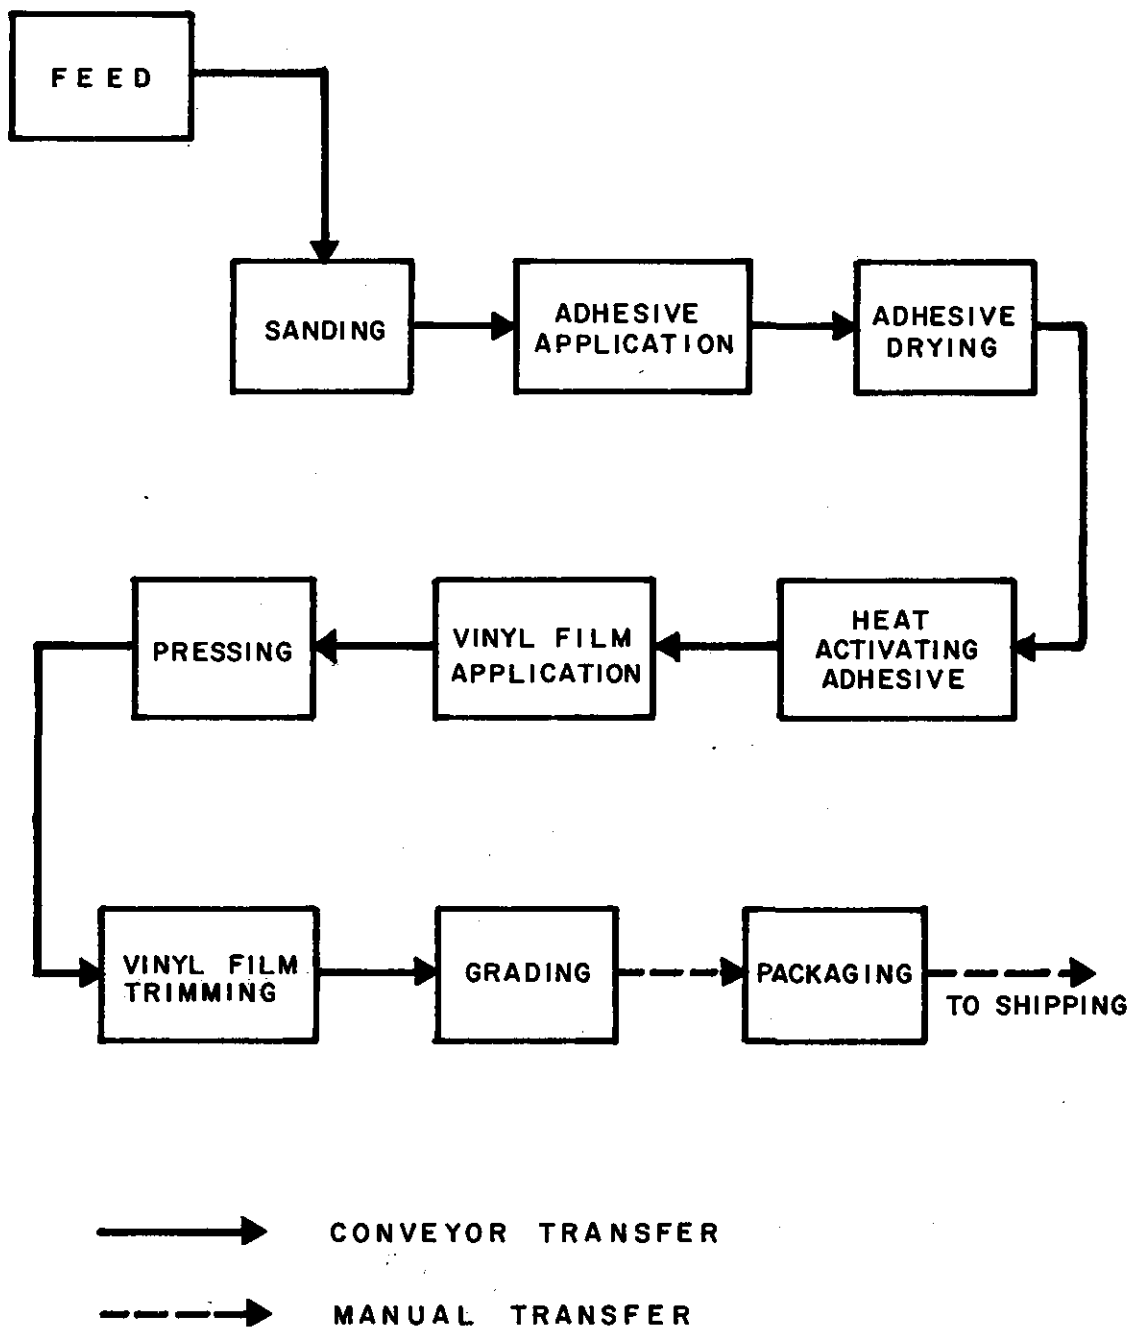 FEED
SANDING
ADHESIVE
APPLICATION
ADHESIVE
DRYING
HEAT
ACTIVATING
ADHESIVE
VINYL FILM
APPLICATION
PRESSING
VINYL FILM
TRIMMING
GRADING
PACKAGING
TO SHIPPING
CONVEYOR TRANSFER
MANUAL TRANSFER